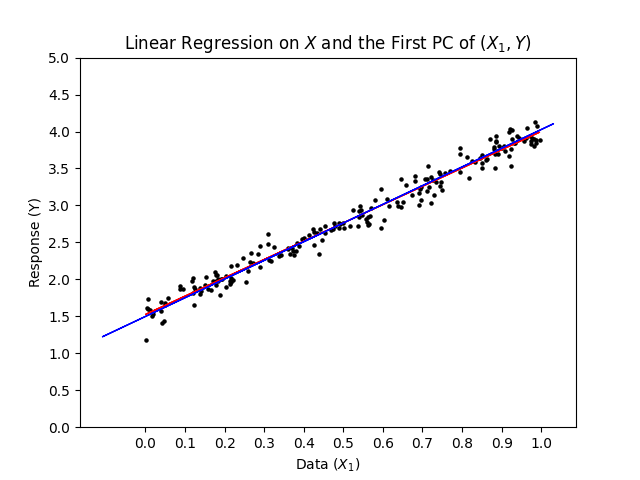 Linear Regression on X and the First PC of (X₁, Y)
5.0
4.5
4.0
3.5
3.0
2.5
2.0
1.5
1.0
0.5
0.0
Response (Y)
0.0 0.1 0.2 0.3 0.4 0.5 0.6 0.7 0.8 0.9 1.0
Data (X₁)